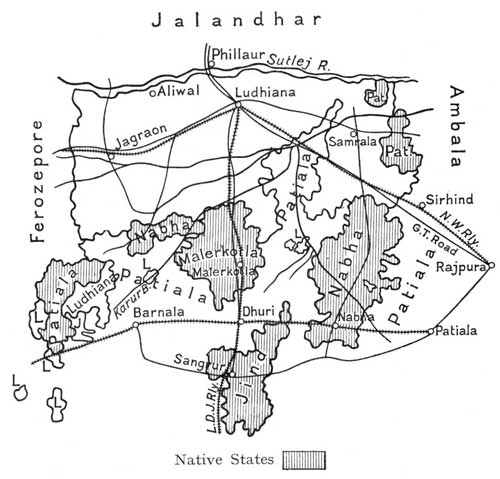 Jalandhar
Phillaur
Sutlej R.
Aliwal
Ludhiana
Pat.
Ambala
Ferozepore
Jagraon
Samrala
Pat.
Patiala
Sirhind
N.W.Rly.
G.T. Road
Nabha
Malerkotla
Malerkotla
L
Patiala
Nabha
Patiala
Rajpura
Patiala
Ludhiana
Karur B.
L
L
L
Barnala
Dhuri
Nabha
Patiala
Sangrur
Jind
L.D.J.Rly.
L
L
Native States